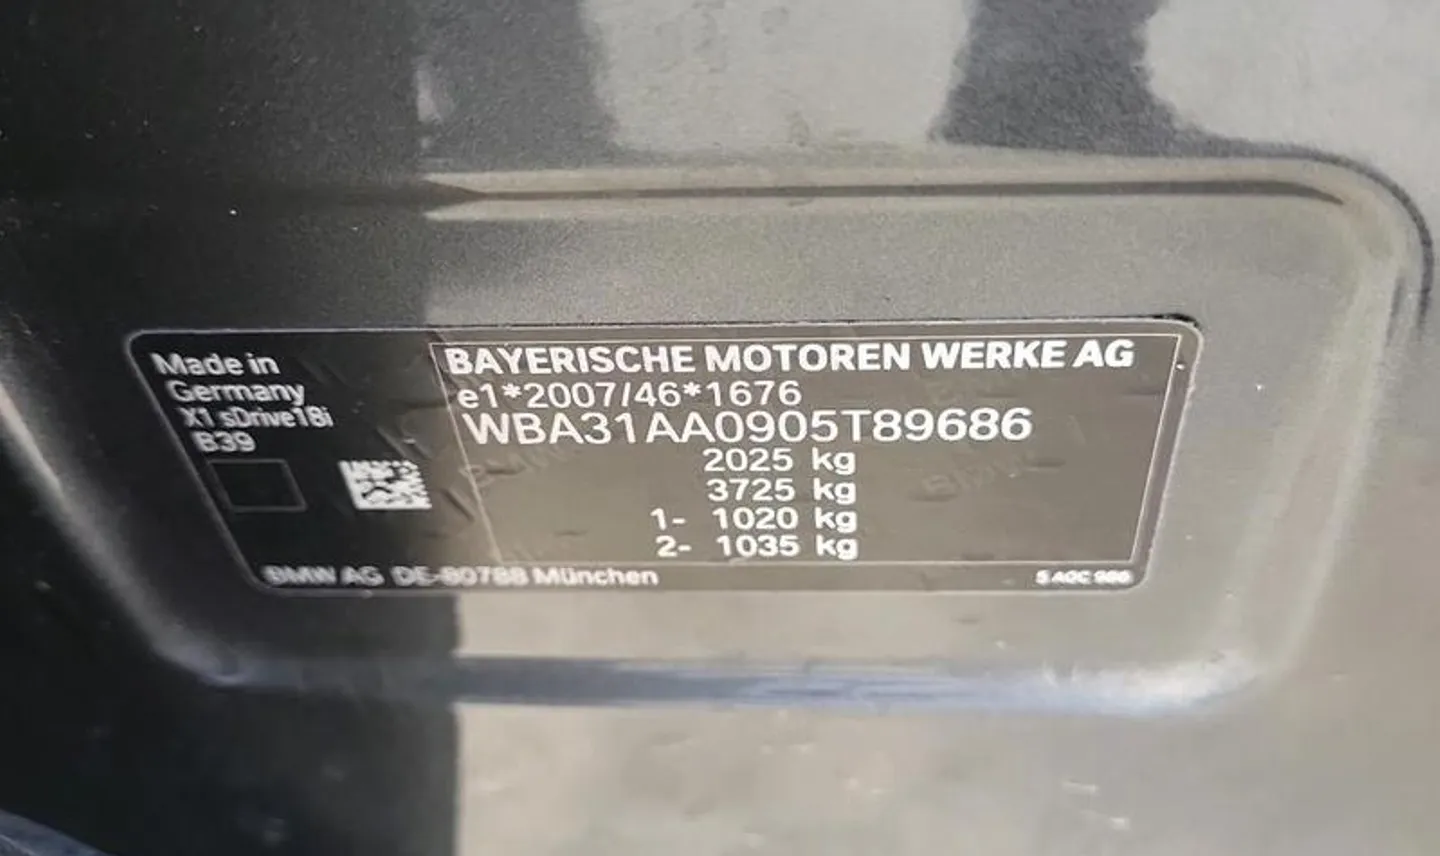 Made in
Germany
X1 sDrive18i
B39
BAYERISCHE MOTOREN WERKE AG
e1*2007/46*1676
WBA31AA0905T89686
2025 kg
3725 kg
1- 1020 kg
2- 1035 kg
BMW AG DE-80788 München